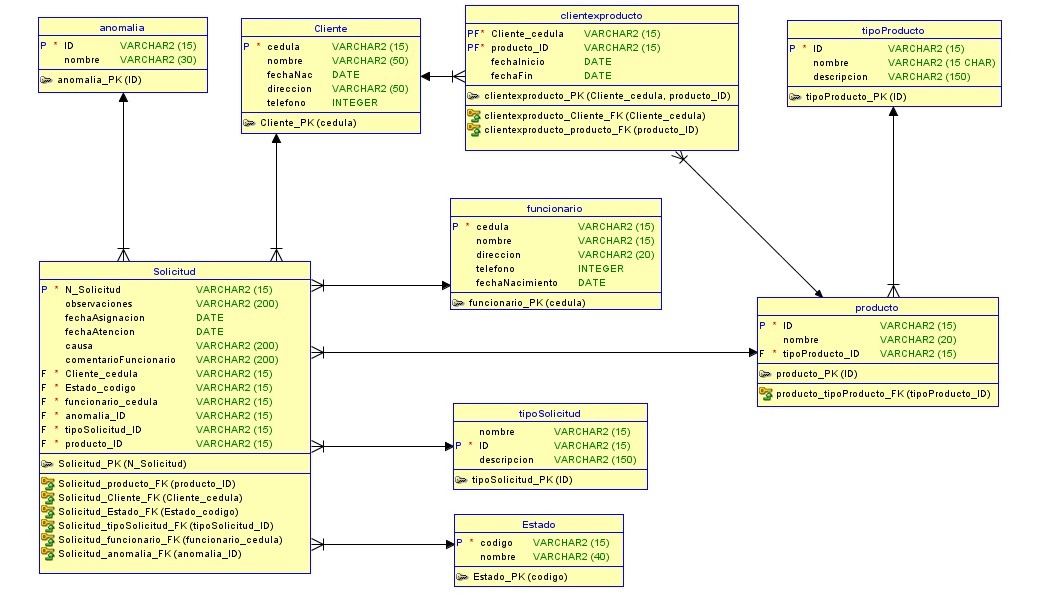 anomalia
P * ID VARCHAR2 (15)
nombre VARCHAR2 (30)
anomalia_PK (ID)
Cliente
P * cedula VARCHAR2 (15)
nombre VARCHAR2 (50)
fechaNac DATE
direccion VARCHAR2 (50)
telefono INTEGER
Cliente_PK (cedula)
clientexproducto
PF* Cliente_cedula VARCHAR2 (15)
PF* producto_ID VARCHAR2 (15)
fechaInicio DATE
fechaFin DATE
clientexproducto_PK (Cliente_cedula, producto_ID)
clientexproducto_Cliente_FK (Cliente_cedula)
clientexproducto_producto_FK (producto_ID)
tipoProducto
P * ID VARCHAR2 (15)
nombre VARCHAR2 (15 CHAR)
descripcion VARCHAR2 (150)
tipoProducto_PK (ID)
funcionario
P * cedula VARCHAR2 (15)
nombre VARCHAR2 (15)
direccion VARCHAR2 (20)
telefono INTEGER
fechaNacimiento DATE
funcionario_PK (cedula)
Solicitud
P * N_Solicitud VARCHAR2 (15)
observaciones VARCHAR2 (200)
fechaAsignacion DATE
fechaAtencion DATE
causa VARCHAR2 (200)
comentarioFuncionario VARCHAR2 (200)
F * Cliente_cedula VARCHAR2 (15)
F * Estado_codigo VARCHAR2 (15)
F * funcionario_cedula VARCHAR2 (15)
F * anomalia_ID VARCHAR2 (15)
F * tipoSolicitud_ID VARCHAR2 (15)
F * producto_ID VARCHAR2 (15)
Solicitud_PK (N_Solicitud)
Solicitud_producto_FK (producto_ID)
Solicitud_Cliente_FK (Cliente_cedula)
Solicitud_Estado_FK (Estado_codigo)
Solicitud_tipoSolicitud_FK (tipoSolicitud_ID)
Solicitud_funcionario_FK (funcionario_cedula)
Solicitud_anomalia_FK (anomalia_ID)
producto
P * ID VARCHAR2 (15)
nombre VARCHAR2 (20)
F * tipoProducto_ID VARCHAR2 (15)
producto_PK (ID)
producto_tipoProducto_FK (tipoProducto_ID)
tipoSolicitud
nombre VARCHAR2 (15)
P * ID VARCHAR2 (15)
descripcion VARCHAR2 (150)
tipoSolicitud_PK (ID)
Estado
P * codigo VARCHAR2 (15)
nombre VARCHAR2 (40)
Estado_PK (codigo)